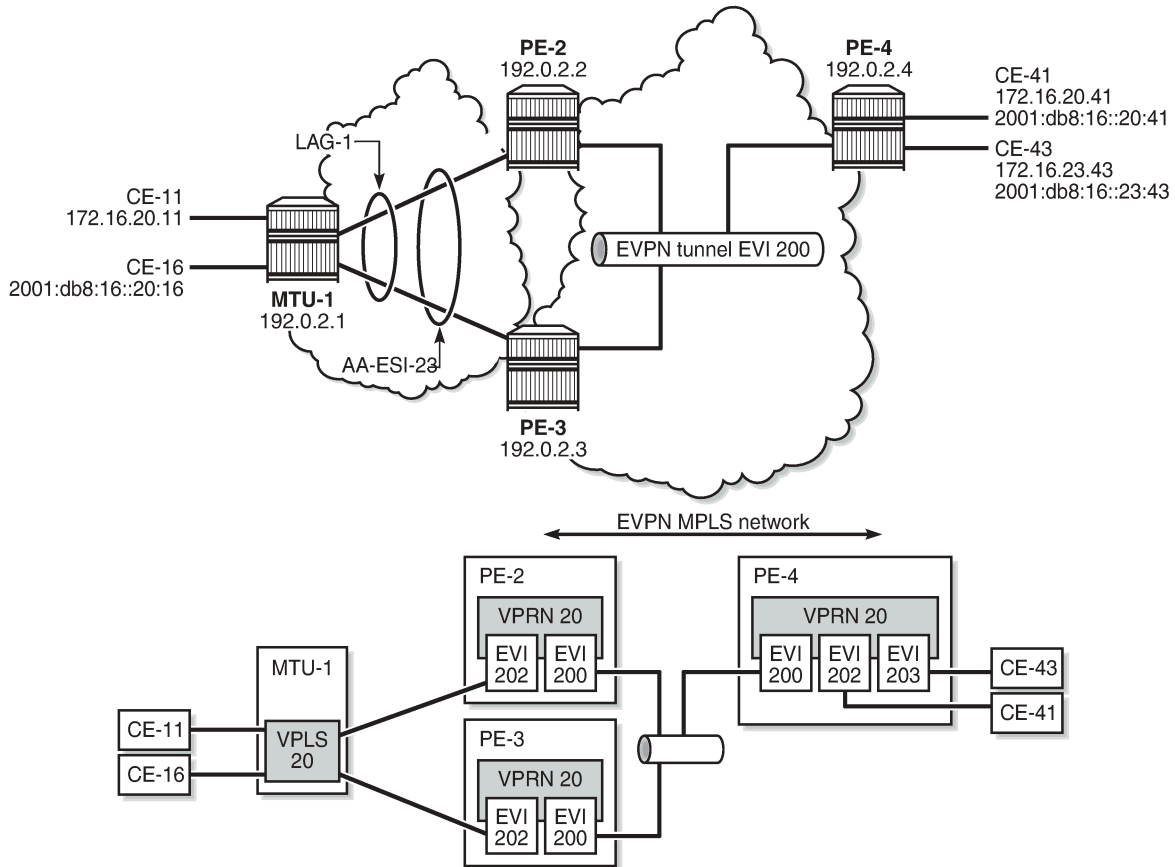 PE-2
192.0.2.2
PE-4
192.0.2.4
CE-41
172.16.20.41
2001:db8:16::20:41
CE-43
172.16.23.43
2001:db8:16::23:43
LAG-1
CE-11
172.16.20.11
CE-16
2001:db8:16::20:16
MTU-1
192.0.2.1
EVPN tunnel EVI 200
AA-ESI-23
PE-3
192.0.2.3
EVPN MPLS network
PE-2
VPRN 20
EVI
202
EVI
200
PE-4
VPRN 20
EVI
200
EVI
202
EVI
203
CE-43
CE-41
MTU-1
VPLS
20
CE-11
CE-16
PE-3
VPRN 20
EVI
202
EVI
200